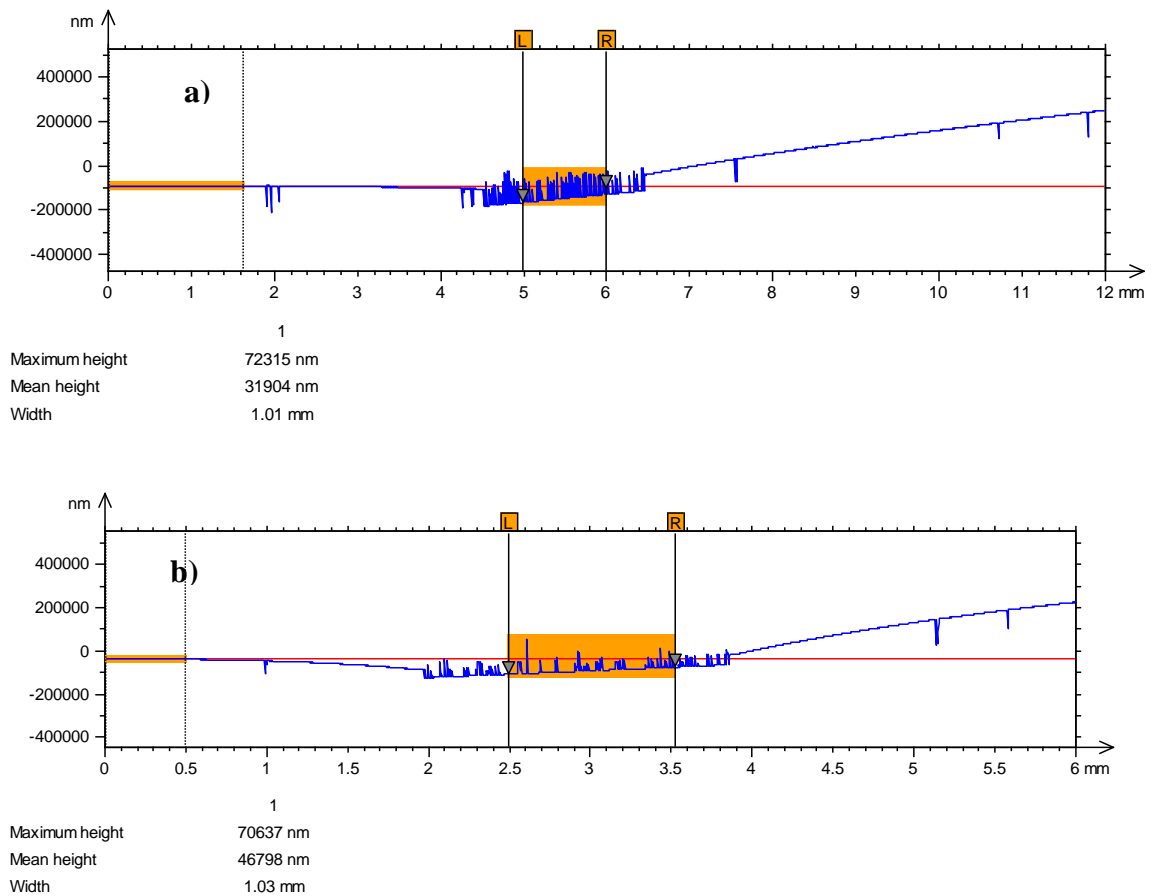 nm
L R
a)
400000
200000
0
-200000
-400000
0 1 2 3 4 5 6 7 8 9 10 11 12 mm
1
Maximum height 72315 nm
Mean height 31904 nm
Width 1.01 mm
nm
L R
b)
400000
200000
0
-200000
-400000
0 0.5 1 1.5 2 2.5 3 3.5 4 4.5 5 5.5 6 mm
1
Maximum height 70637 nm
Mean height 46798 nm
Width 1.03 mm